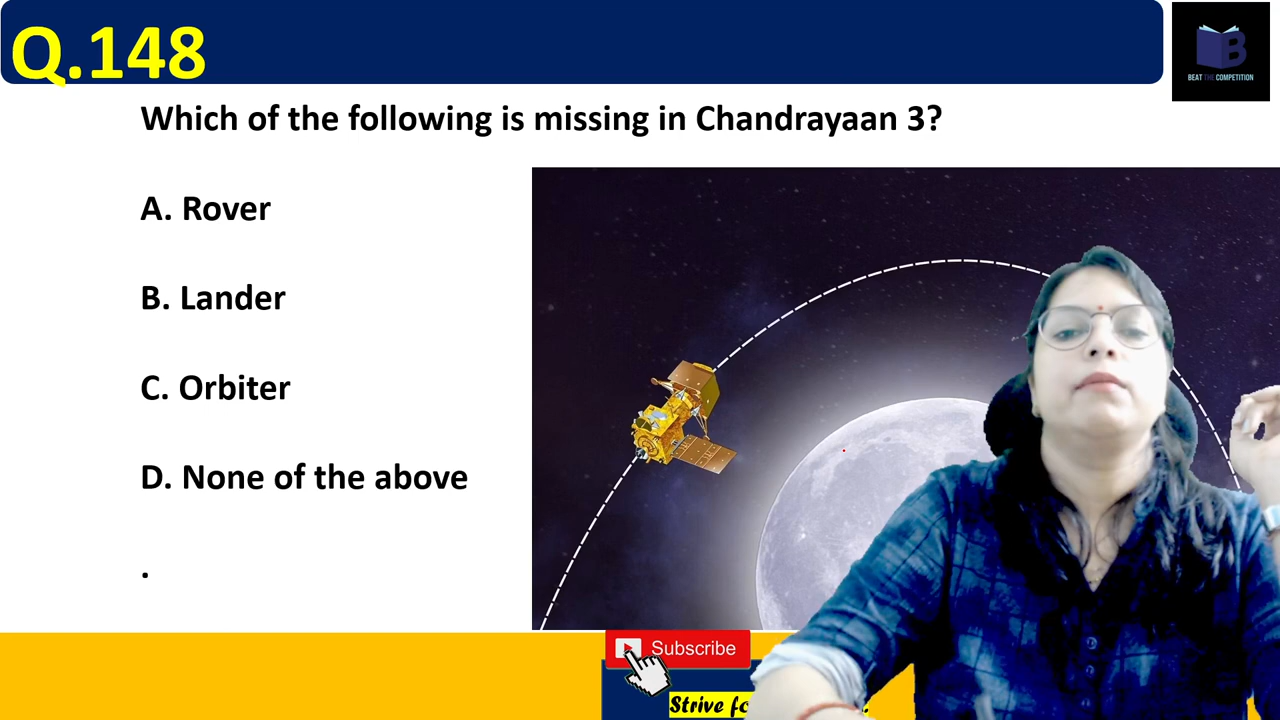 Q.148
BEAT THE COMPETITION
Which of the following is missing in Chandrayaan 3?
A. Rover
B. Lander
C. Orbiter
D. None of the above
.
Subscribe
Strive